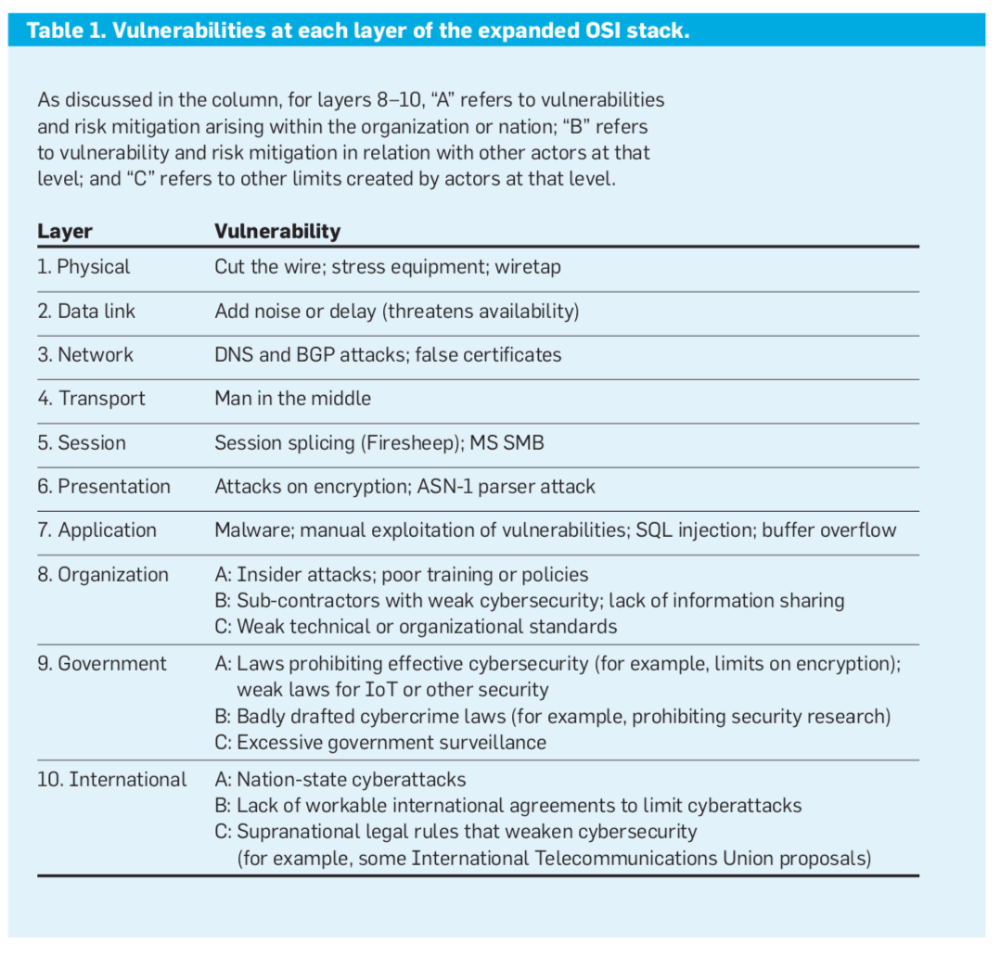 Table 1. Vulnerabilities at each layer of the expanded OSI stack.
As discussed in the column, for layers 8–10, “A” refers to vulnerabilities
and risk mitigation arising within the organization or nation; “B” refers
to vulnerability and risk mitigation in relation with other actors at that
level; and “C” refers to other limits created by actors at that level.
Layer Vulnerability
1. Physical Cut the wire; stress equipment; wiretap
2. Data link Add noise or delay (threatens availability)
3. Network DNS and BGP attacks; false certificates
4. Transport Man in the middle
5. Session Session splicing (Firesheep); MS SMB
6. Presentation Attacks on encryption; ASN-1 parser attack
7. Application Malware; manual exploitation of vulnerabilities; SQL injection; buffer overflow
8. Organization A: Insider attacks; poor training or policies
B: Sub-contractors with weak cybersecurity; lack of information sharing
C: Weak technical or organizational standards
9. Government A: Laws prohibiting effective cybersecurity (for example, limits on encryption);
weak laws for IoT or other security
B: Badly drafted cybercrime laws (for example, prohibiting security research)
C: Excessive government surveillance
10. International A: Nation-state cyberattacks
B: Lack of workable international agreements to limit cyberattacks
C: Supranational legal rules that weaken cybersecurity
(for example, some International Telecommunications Union proposals)